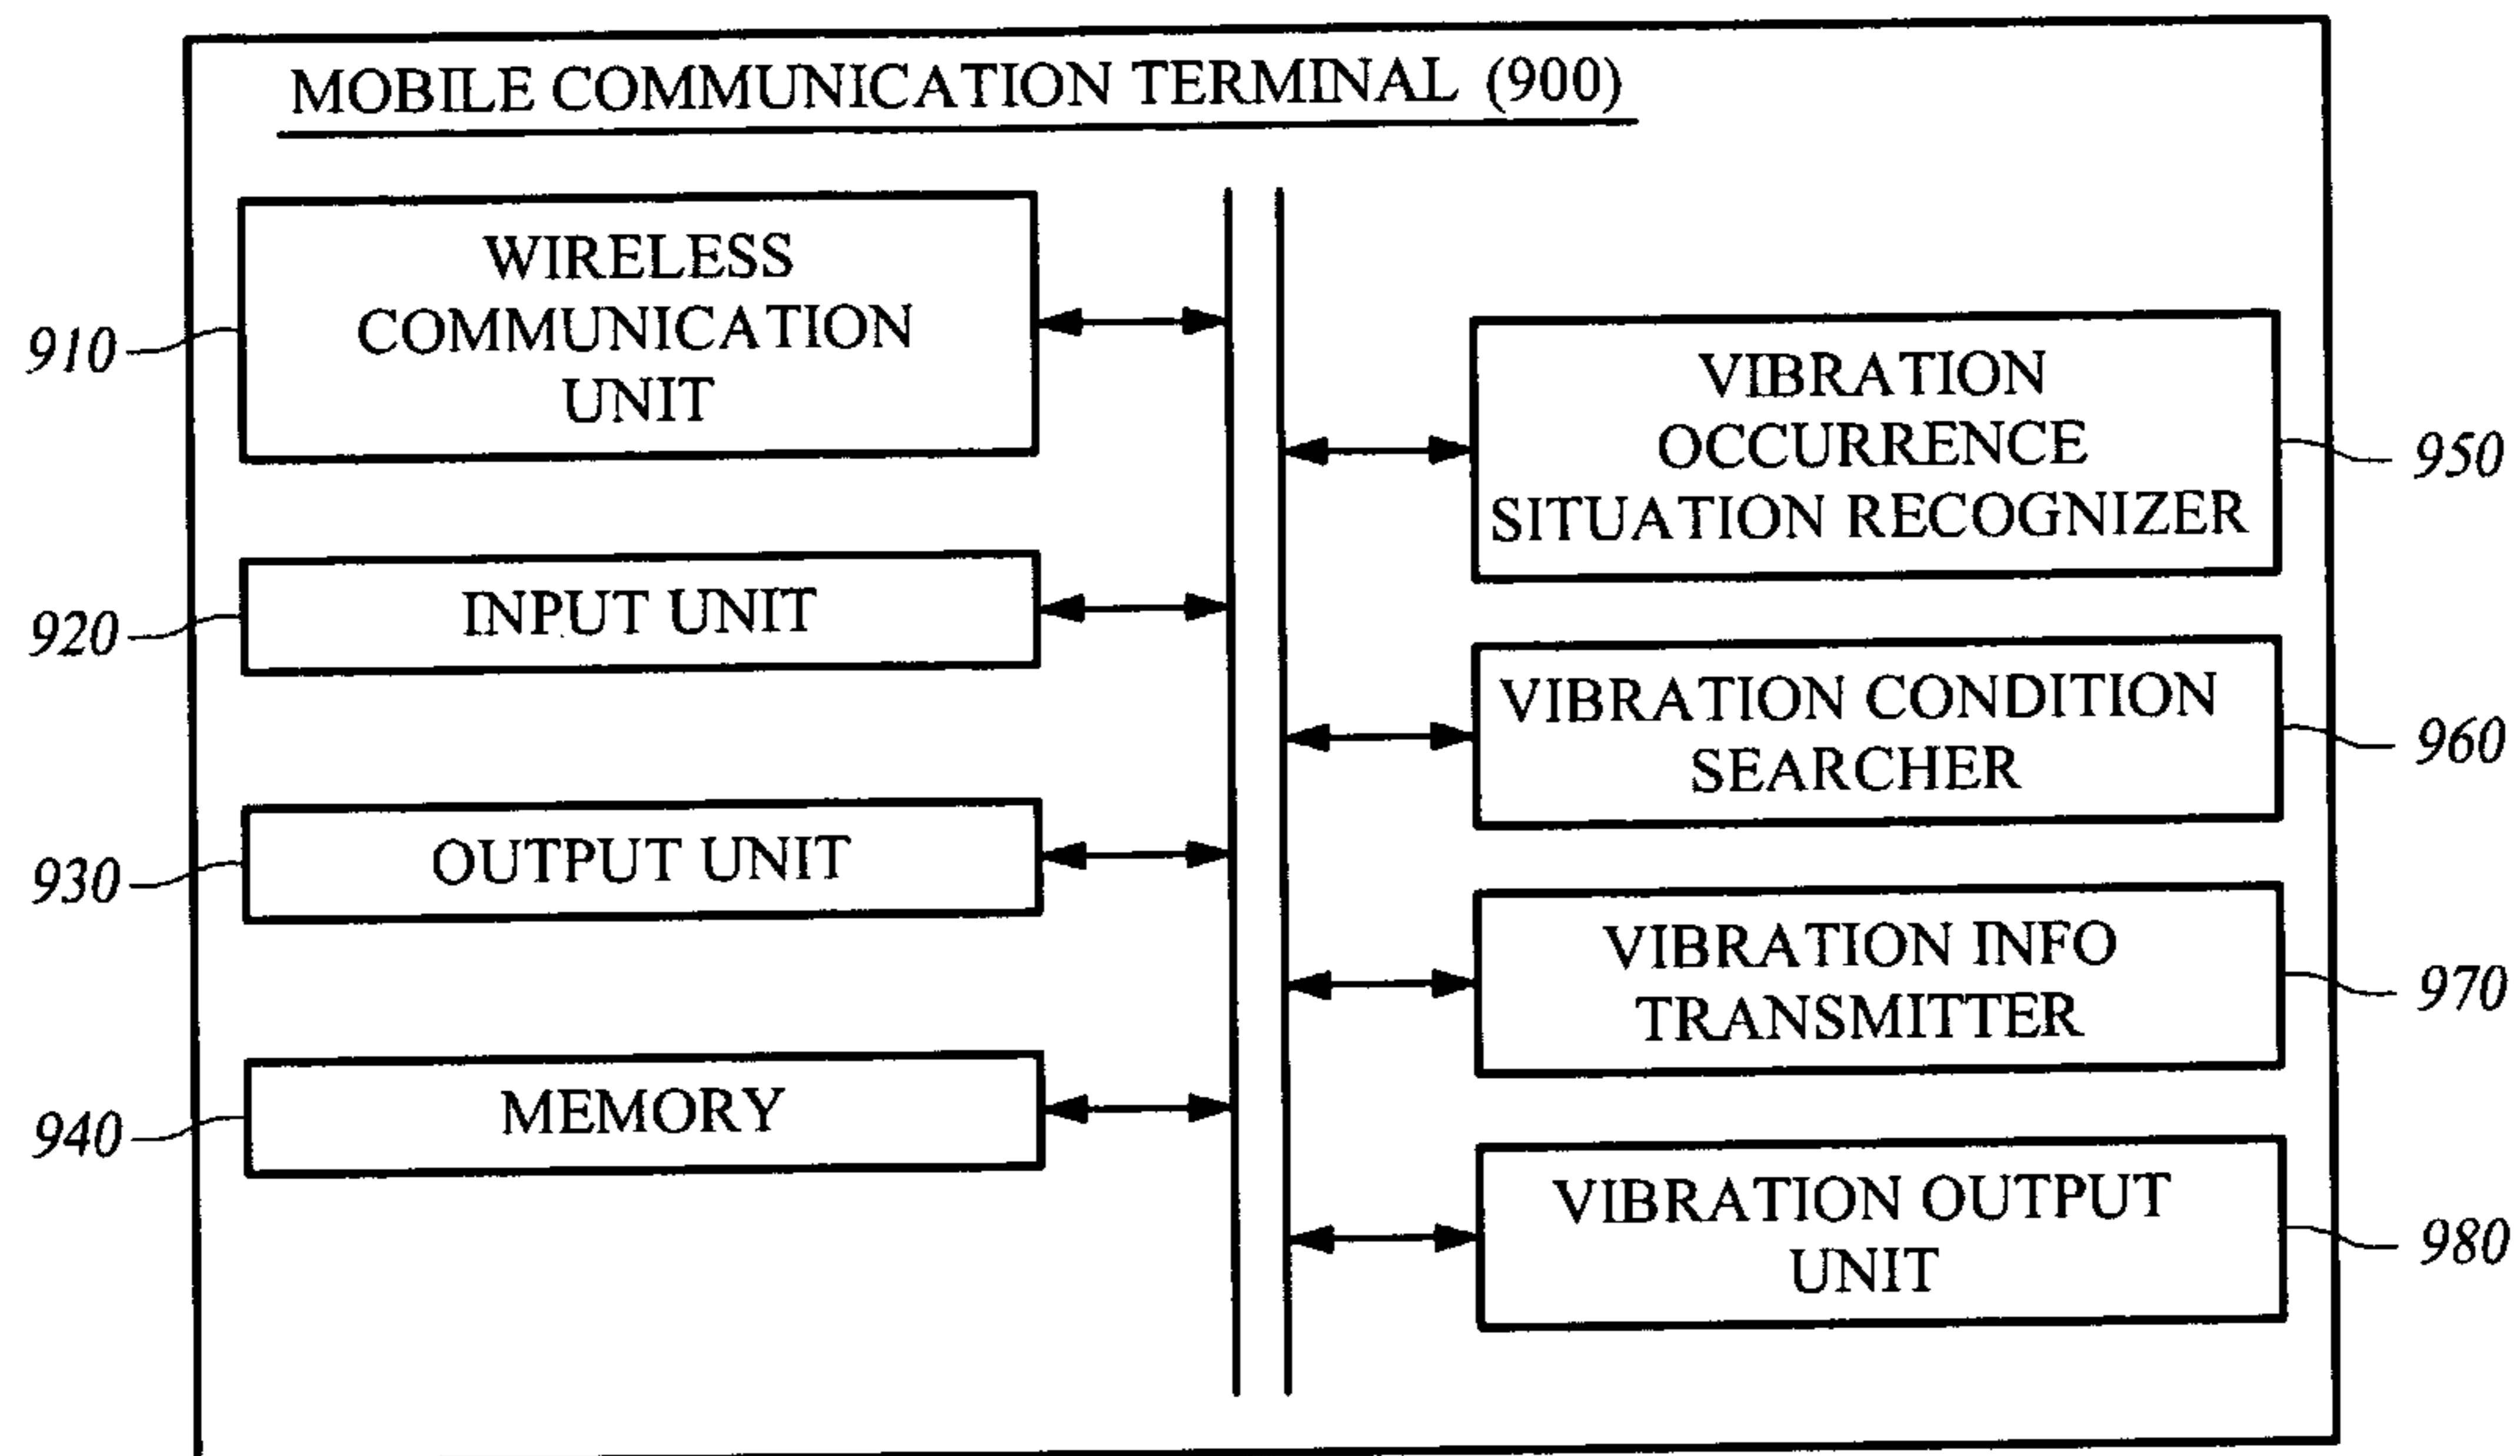 MOBILE COMMUNICATION TERMINAL (900)
WIRELESS
COMMUNICATION
UNIT
910
INPUT UNIT
920
OUTPUT UNIT
930
MEMORY
940
VIBRATION
OCCURRENCE
SITUATION RECOGNIZER
950
VIBRATION CONDITION
SEARCHER
960
VIBRATION INFO
TRANSMITTER
970
VIBRATION OUTPUT
UNIT
980